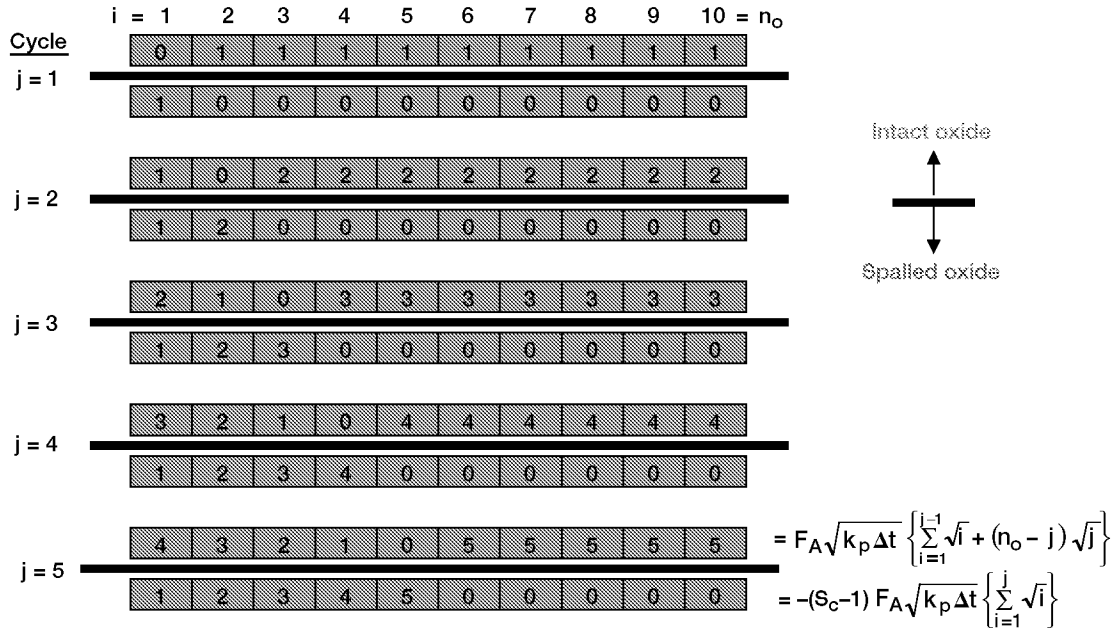 i = 1 2 3 4 5 6 7 8 9 10 = nₒ
Cycle
0 1 1 1 1 1 1 1 1 1
j = 1
1 0 0 0 0 0 0 0 0 0
Intact oxide
1 0 2 2 2 2 2 2 2 2
j = 2
1 2 0 0 0 0 0 0 0 0
Spalled oxide
2 1 0 3 3 3 3 3 3 3
j = 3
1 2 3 0 0 0 0 0 0 0
3 2 1 0 4 4 4 4 4 4
j = 4
1 2 3 4 0 0 0 0 0 0
4 3 2 1 0 5 5 5 5 5 = F_A √(k_p Δt) { ∑_{i=1}^{j−1} √i + (n_o − j) √j }
j = 5
1 2 3 4 5 0 0 0 0 0 = −(S_c−1) F_A √(k_p Δt) { ∑_{i=1}^{j} √i }